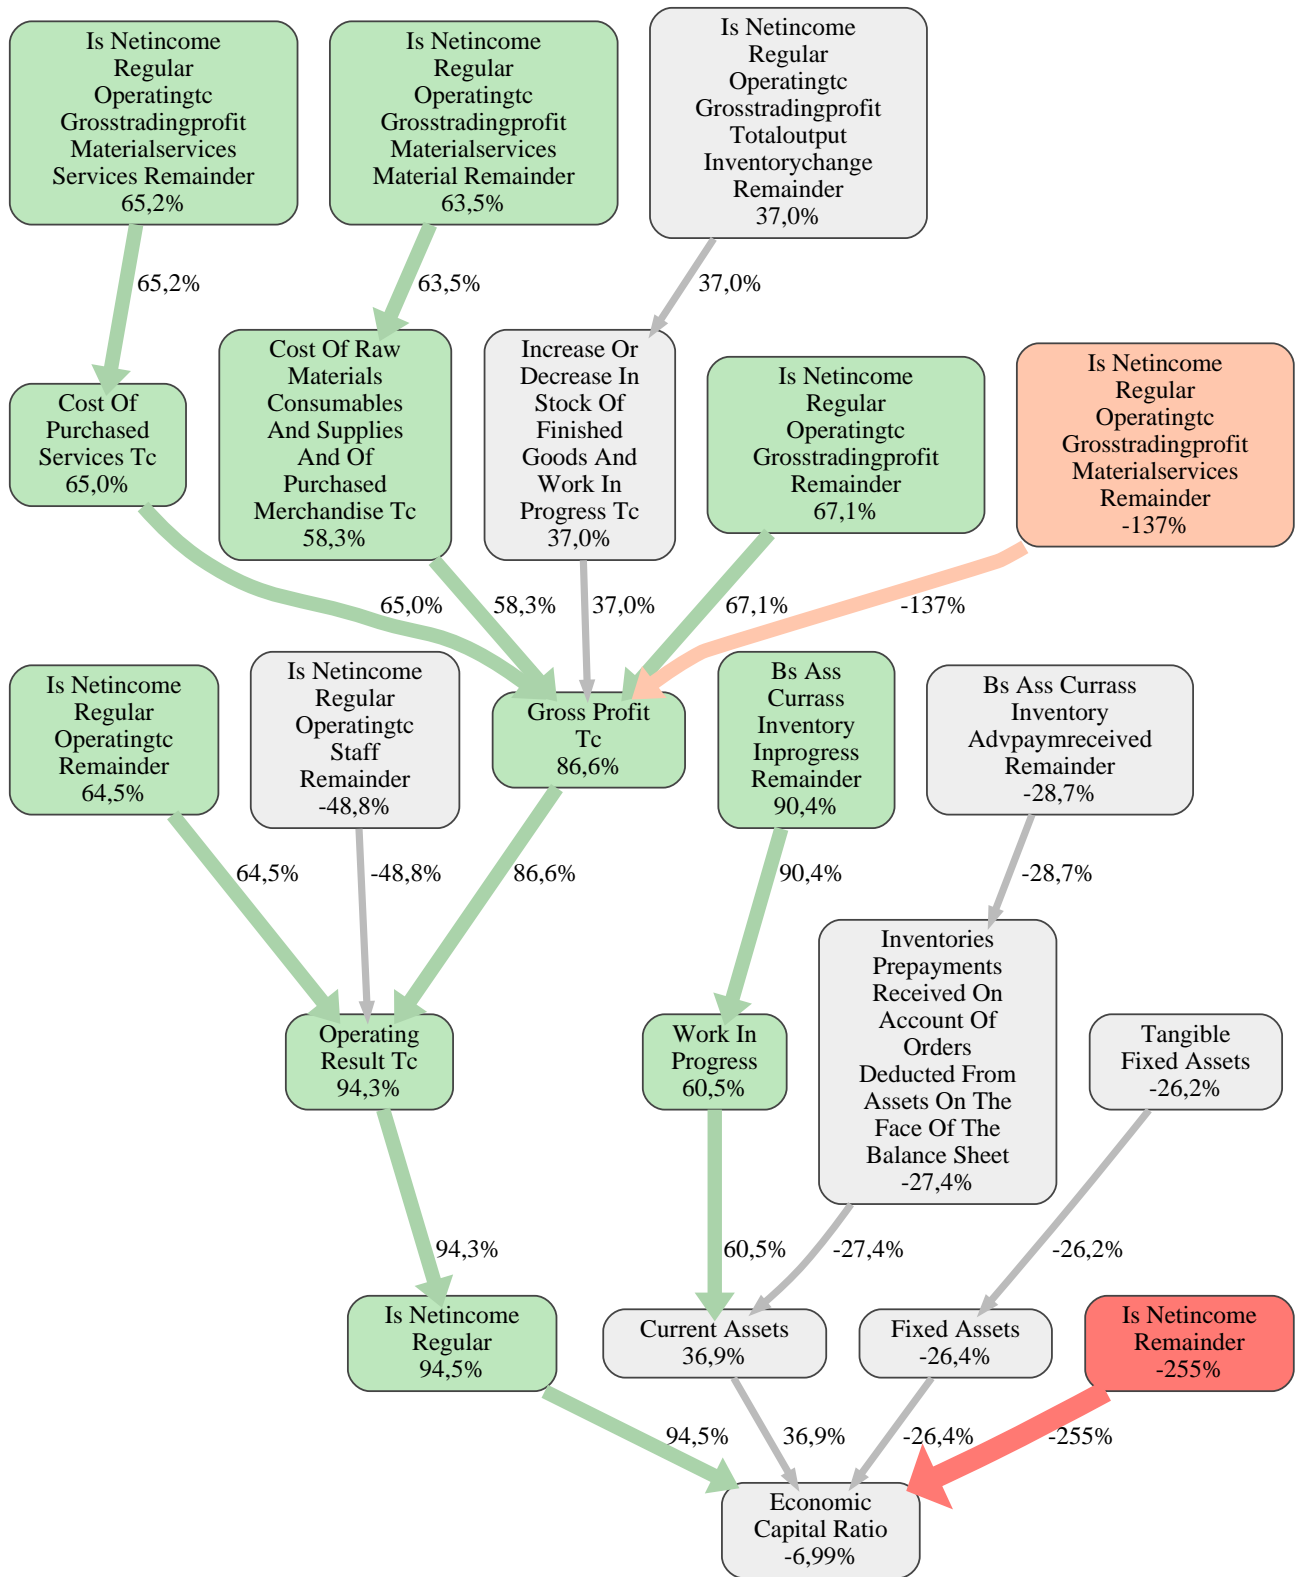 Is Netincome
Regular
Operatingtc
Grosstradingprofit
Materialservices
Services Remainder
65,2%
Is Netincome
Regular
Operatingtc
Grosstradingprofit
Materialservices
Material Remainder
63,5%
Is Netincome
Regular
Operatingtc
Grosstradingprofit
Totaloutput
Inventorychange
Remainder
37,0%
65,2%
63,5%
37,0%
Cost Of
Purchased
Services Tc
65,0%
Cost Of Raw
Materials
Consumables
And Supplies
And Of
Purchased
Merchandise Tc
58,3%
Increase Or
Decrease In
Stock Of
Finished
Goods And
Work In
Progress Tc
37,0%
Is Netincome
Regular
Operatingtc
Grosstradingprofit
Remainder
67,1%
Is Netincome
Regular
Operatingtc
Grosstradingprofit
Materialservices
Remainder
-137%
65,0%
58,3%
37,0%
67,1%
-137%
Is Netincome
Regular
Operatingtc
Remainder
64,5%
Is Netincome
Regular
Operatingtc
Staff
Remainder
-48,8%
Gross Profit
Tc
86,6%
Bs Ass
Currass
Inventory
Inprogress
Remainder
90,4%
Bs Ass Currass
Inventory
Advpaymreceived
Remainder
-28,7%
64,5%
-48,8%
86,6%
90,4%
-28,7%
Operating
Result Tc
94,3%
Work In
Progress
60,5%
Inventories
Prepayments
Received On
Account Of
Orders
Deducted From
Assets On The
Face Of The
Balance Sheet
-27,4%
Tangible
Fixed Assets
-26,2%
94,3%
60,5%
-27,4%
-26,2%
Is Netincome
Regular
94,5%
Current Assets
36,9%
Fixed Assets
-26,4%
Is Netincome
Remainder
-255%
94,5%
36,9%
-26,4%
-255%
Economic
Capital Ratio
-6,99%